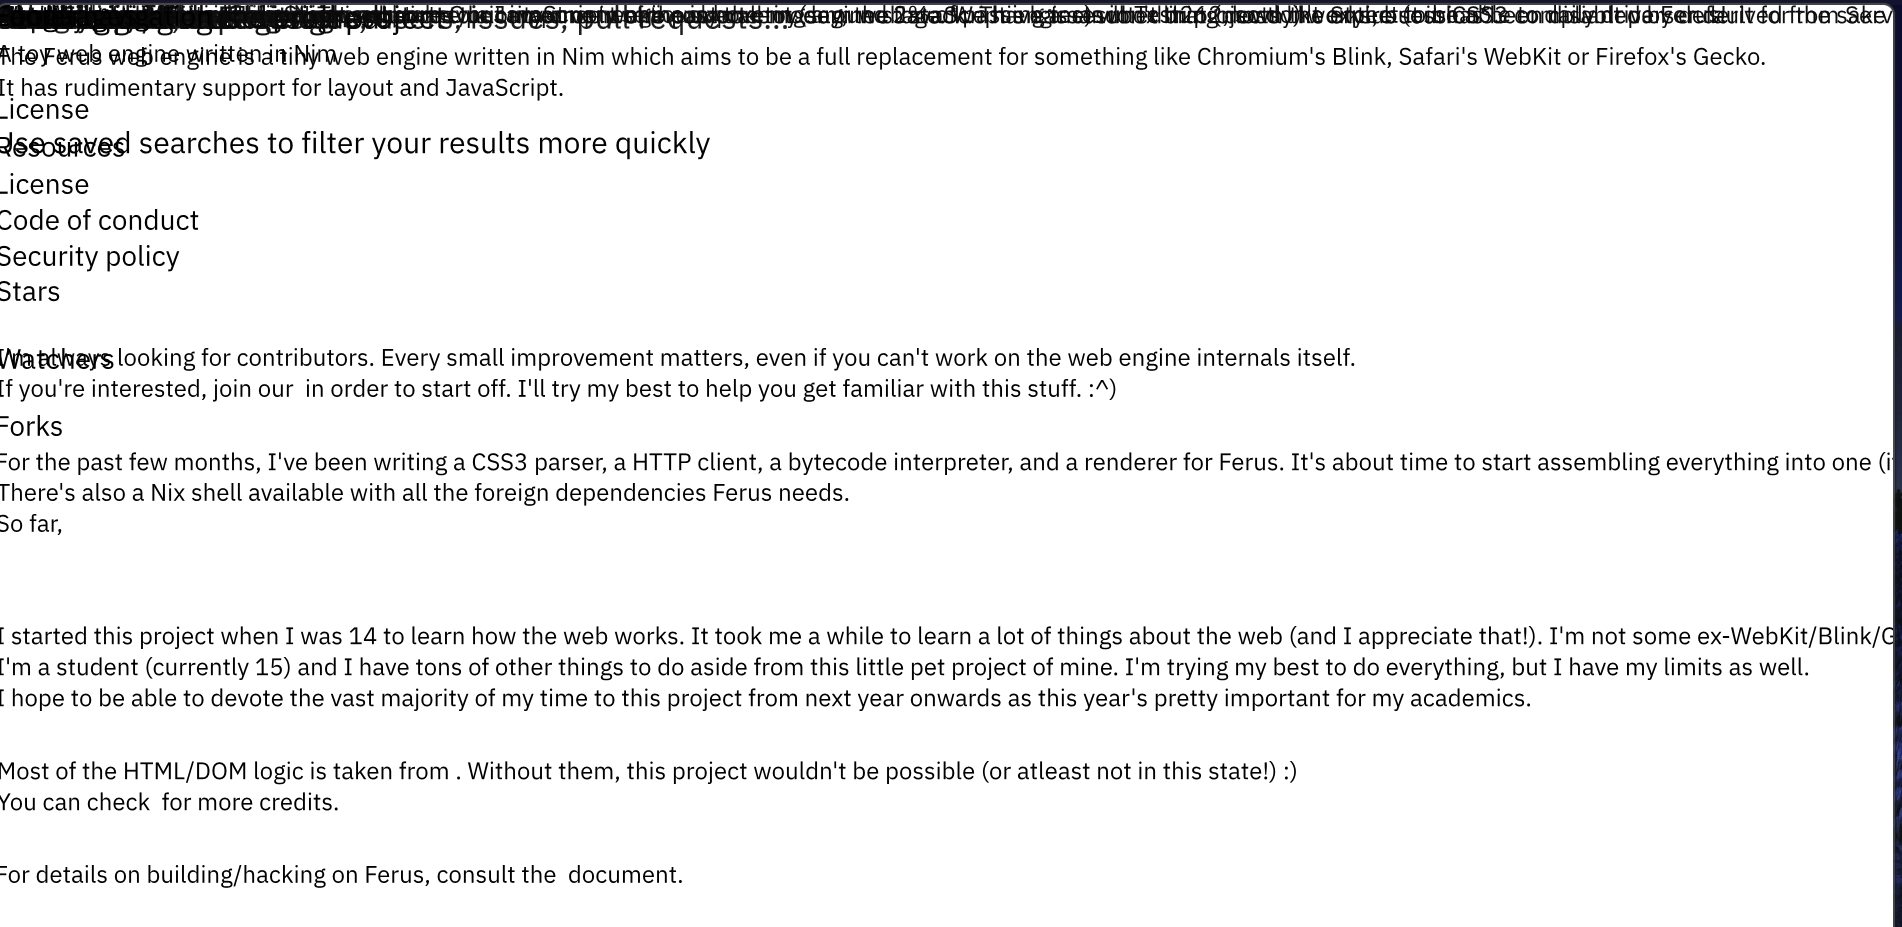 A toy web engine written in Nim
The Ferus web engine is a tiny web engine written in Nim which aims to be a full replacement for something like Chromium's Blink, Safari's WebKit or Firefox's Gecko.
It has rudimentary support for layout and JavaScript.
License
Use saved searches to filter your results more quickly
Resources
License
Code of conduct
Security policy
Stars
I'm always looking for contributors. Every small improvement matters, even if you can't work on the web engine internals itself.
Watchers
If you're interested, join our in order to start off. I'll try my best to help you get familiar with this stuff. :^)
Forks
For the past few months, I've been writing a CSS3 parser, a HTTP client, a bytecode interpreter, and a renderer for Ferus. It's about time to start assembling everything into one
There's also a Nix shell available with all the foreign dependencies Ferus needs.
So far,
I started this project when I was 14 to learn how the web works. It took me a while to learn a lot of things about the web (and I appreciate that!). I'm not some ex-WebKit/Blink/G
I'm a student (currently 15) and I have tons of other things to do aside from this little pet project of mine. I'm trying my best to do everything, but I have my limits as well.
I hope to be able to devote the vast majority of my time to this project from next year onwards as this year's pretty important for my academics.
Most of the HTML/DOM logic is taken from . Without them, this project wouldn't be possible (or atleast not in this state!) :)
You can check for more credits.
For details on building/hacking on Ferus, consult the document.